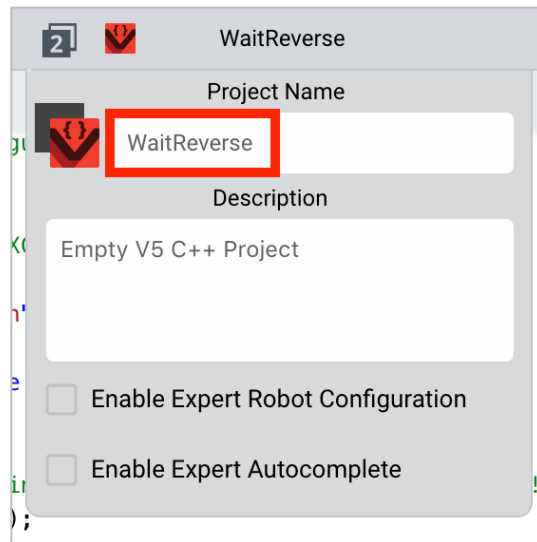 2 WaitReverse
Project Name
WaitReverse
Description
Empty V5 C++ Project
Enable Expert Robot Configuration
Enable Expert Autocomplete
);